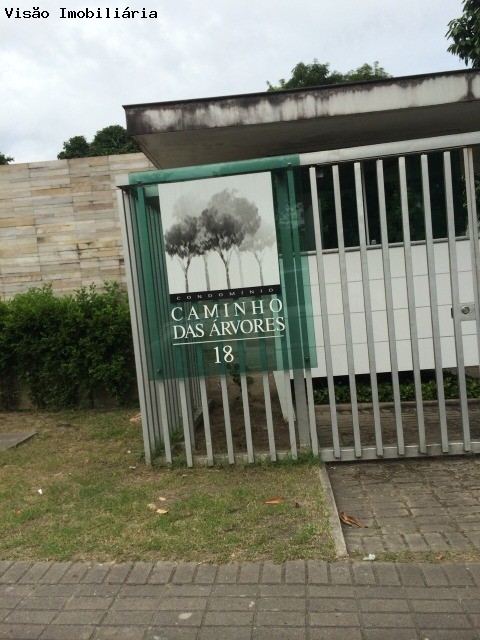 Visão Imobiliária
CONDOMÍNIO
CAMINHO
DAS ÁRVORES
18